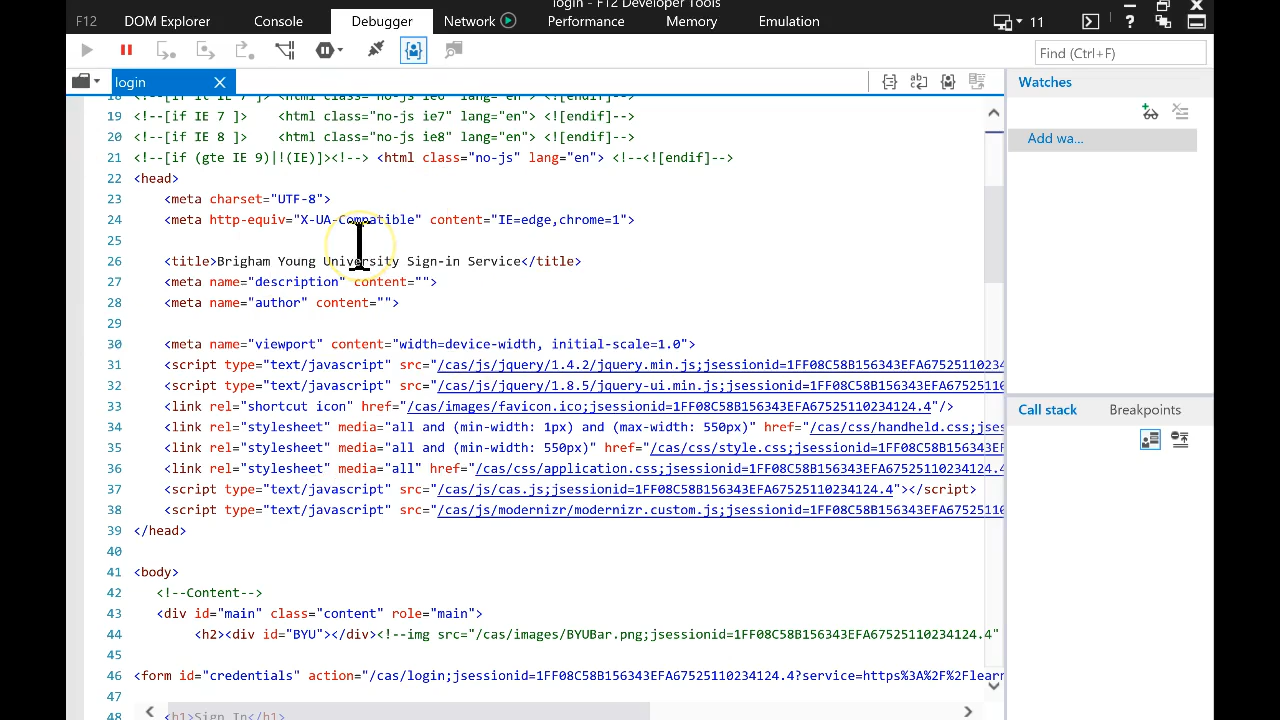 login - F12 Developer Tools
F12 DOM Explorer Console Debugger Network Performance Memory Emulation 11 ?
Find (Ctrl+F)
login
Watches
Add wa...
Call stack Breakpoints
19 <!--[if IE 7 ]> <html class="no-js ie7" lang="en"> <![endif]-->
20 <!--[if IE 8 ]> <html class="no-js ie8" lang="en"> <![endif]-->
21 <!--[if (gte IE 9)|!(IE)]><!--> <html class="no-js" lang="en"> <!--<![endif]-->
22 <head>
23 <meta charset="UTF-8">
24 <meta http-equiv="X-UA-Compatible" content="IE=edge,chrome=1">
25
26 <title>Brigham Young University Sign-in Service</title>
27 <meta name="description" content="">
28 <meta name="author" content="">
29
30 <meta name="viewport" content="width=device-width, initial-scale=1.0">
31 <script type="text/javascript" src="/cas/js/jquery/1.4.2/jquery.min.js;jsessionid=1FF08C58B156343EFA67525110234
32 <script type="text/javascript" src="/cas/js/jquery/1.8.5/jquery-ui.min.js;jsessionid=1FF08C58B156343EFA67525110
33 <link rel="shortcut icon" href="/cas/images/favicon.ico;jsessionid=1FF08C58B156343EFA67525110234124.4"/>
34 <link rel="stylesheet" media="all and (min-width: 1px) and (max-width: 550px)" href="/cas/css/handheld.css;jses
35 <link rel="stylesheet" media="all and (min-width: 550px)" href="/cas/css/style.css;jsessionid=1FF08C58B156343EF
36 <link rel="stylesheet" media="all" href="/cas/css/application.css;jsessionid=1FF08C58B156343EFA67525110234124.4
37 <script type="text/javascript" src="/cas/js/cas.js;jsessionid=1FF08C58B156343EFA67525110234124.4"></script>
38 <script type="text/javascript" src="/cas/js/modernizr/modernizr.custom.js;jsessionid=1FF08C58B156343EFA67525110
39 </head>
40
41 <body>
42 <!--Content-->
43 <div id="main" class="content" role="main">
44 <h2><div id="BYU"></div><!--img src="/cas/images/BYUBar.png;jsessionid=1FF08C58B156343EFA67525110234124.4"
45
46 <form id="credentials" action="/cas/login;jsessionid=1FF08C58B156343EFA67525110234124.4?service=https%3A%2F%2Flearn
47
48 <h1>Sign In</h1>